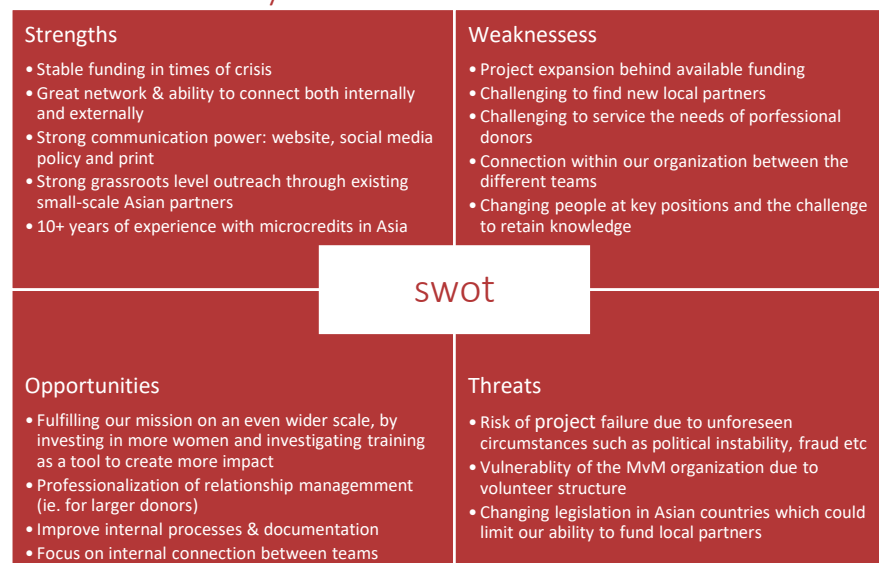 Strengths
• Stable funding in times of crisis
• Great network & ability to connect both internally
and externally
• Strong communication power: website, social media
policy and print
• Strong grassroots level outreach through existing
small-scale Asian partners
• 10+ years of experience with microcredits in Asia
Weaknessess
• Project expansion behind available funding
• Challenging to find new local partners
• Challenging to service the needs of porfessional
donors
• Connection within our organization between the
different teams
• Changing people at key positions and the challenge
to retain knowledge
swot
Opportunities
• Fulfilling our mission on an even wider scale, by
investing in more women and investigating training
as a tool to create more impact
• Professionalization of relationship managemment
(ie. for larger donors)
• Improve internal processes & documentation
• Focus on internal connection between teams
Threats
• Risk of project failure due to unforeseen
circumstances such as political instability, fraud etc
• Vulnerablity of the MvM organization due to
volunteer structure
• Changing legislation in Asian countries which could
limit our ability to fund local partners